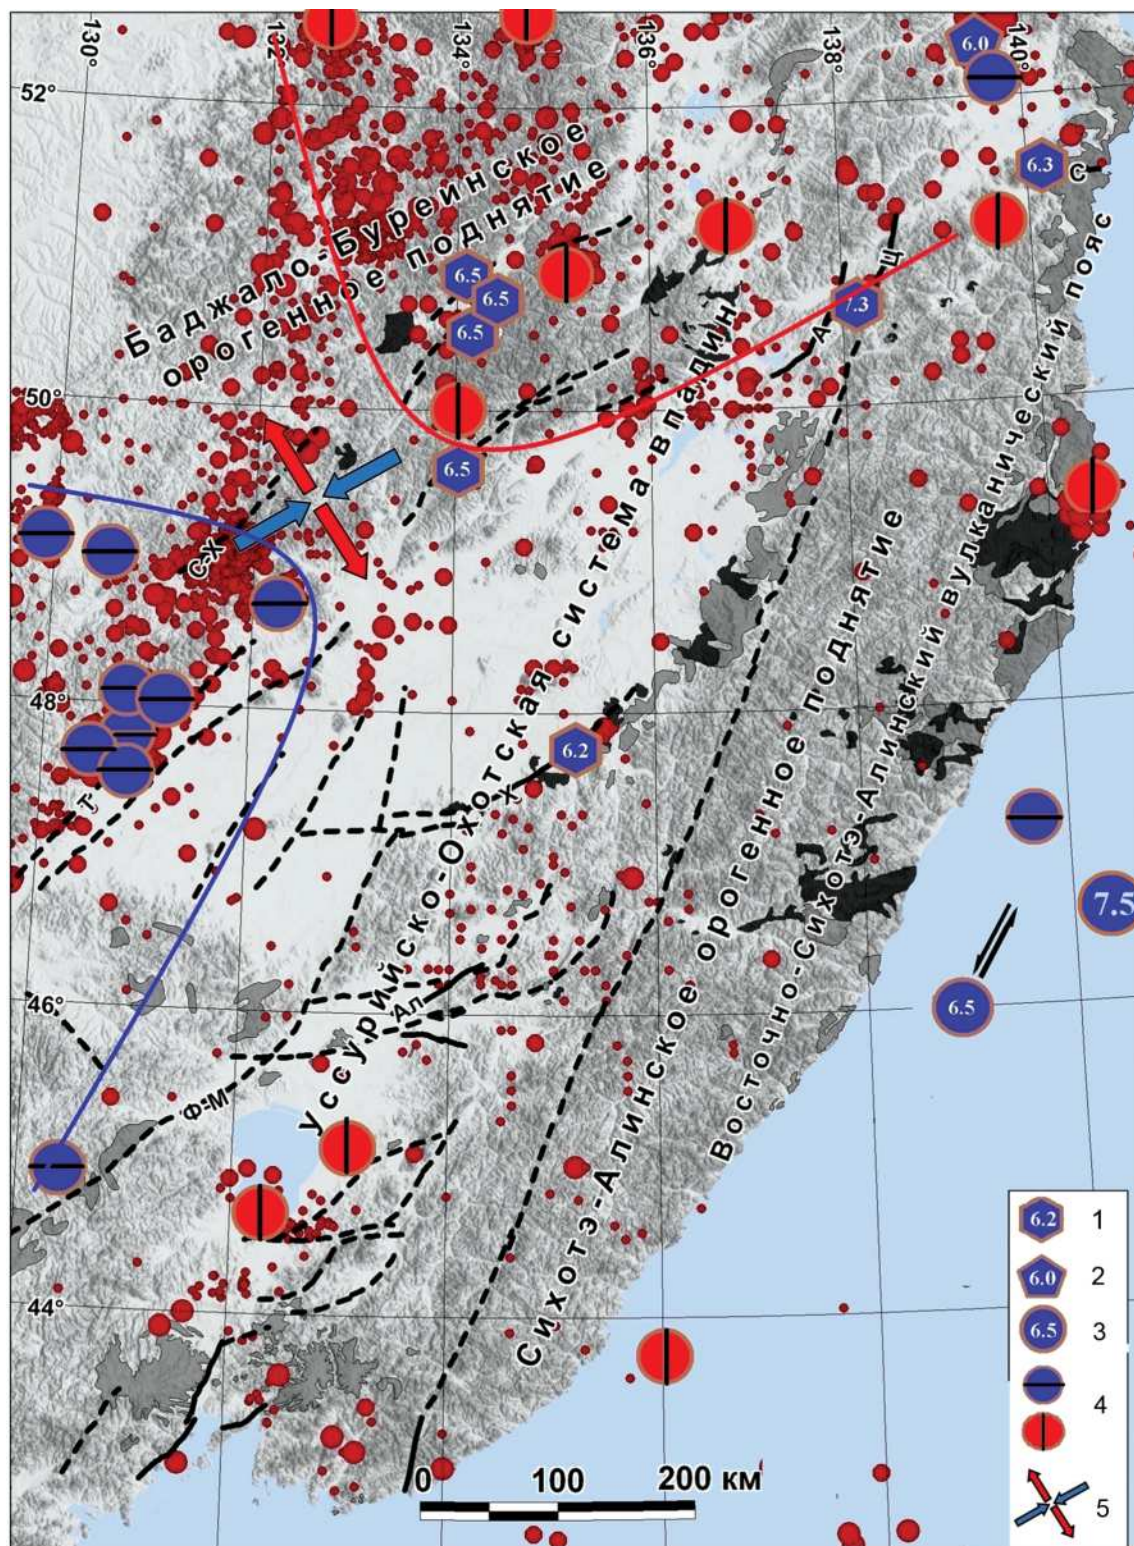 130°
132°
134°
136°
138°
140°
52°
50°
48°
46°
44°
6.0
6.3
С
Баджало-Буреинское
орогенное поднятие
6.5
6.5
6.5
7.3
Щ
А
6.5
С-Х
Т
6.2
Х
Уссурийско-Охотская система впадин
Сихотэ-Алинское орогенное поднятие
Восточно-Сихотэ-Алинский вулканический пояс
7.5
6.5
Ал
Ф-М
6.2 1
6.0 2
6.5 3
4
5
0 100 200 км